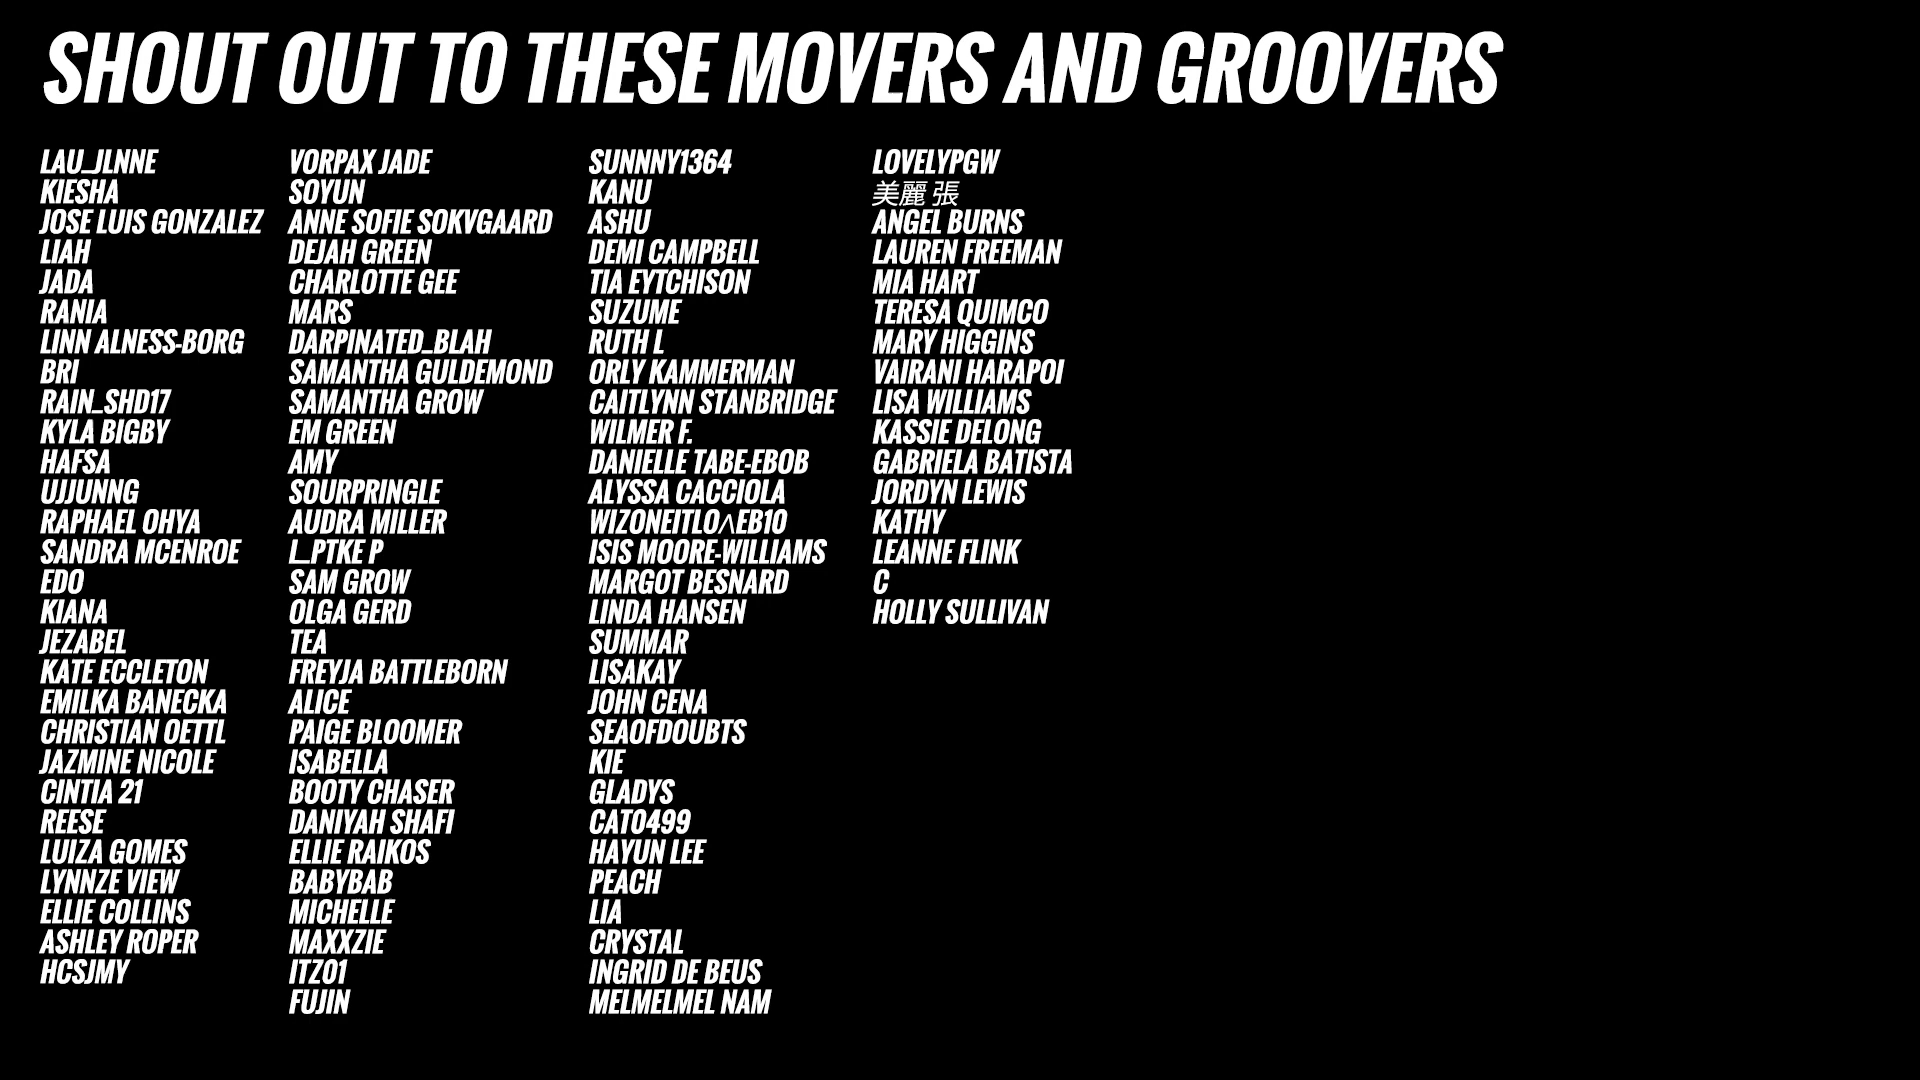 SHOUT OUT TO THESE MOVERS AND GROOVERS
LAU_JLNNE
KIESHA
JOSE LUIS GONZALEZ
LIAH
JADA
RANIA
LINN ALNESS-BORG
BRI
RAIN_SHD17
KYLA BIGBY
HAFSA
UJJUNNG
RAPHAEL OHYA
SANDRA MCENROE
EDO
KIANA
JEZABEL
KATE ECCLETON
EMILKA BANECKA
CHRISTIAN OETTL
JAZMINE NICOLE
CINTIA 21
REESE
LUIZA GOMES
LYNNZE VIEW
ELLIE COLLINS
ASHLEY ROPER
HCSJMY
VORPAX JADE
SOYUN
ANNE SOFIE SOKVGAARD
DEJAH GREEN
CHARLOTTE GEE
MARS
DARPINATED_BLAH
SAMANTHA GULDEMOND
SAMANTHA GROW
EM GREEN
AMY
SOURPRINGLE
AUDRA MILLER
L_PTKE P
SAM GROW
OLGA GERD
TEA
FREYJA BATTLEBORN
ALICE
PAIGE BLOOMER
ISABELLA
BOOTY CHASER
DANIYAH SHAFI
ELLIE RAIKOS
BABYBAB
MICHELLE
MAXXZIE
ITZ01
FUJIN
SUNNNY1364
KANU
ASHU
DEMI CAMPBELL
TIA EYTCHISON
SUZUME
RUTH L
ORLY KAMMERMAN
CAITLYNN STANBRIDGE
WILMER F.
DANIELLE TABE-EBOB
ALYSSA CACCIOLA
WIZONEITLO∧EB10
ISIS MOORE-WILLIAMS
MARGOT BESNARD
LINDA HANSEN
SUMMAR
LISAKAY
JOHN CENA
SEAOFDOUBTS
KIE
GLADYS
CATO499
HAYUN LEE
PEACH
LIA
CRYSTAL
INGRID DE BEUS
MELMELMEL NAM
LOVELYPGW
美麗 張
ANGEL BURNS
LAUREN FREEMAN
MIA HART
TERESA QUIMCO
MARY HIGGINS
VAIRANI HARAPOI
LISA WILLIAMS
KASSIE DELONG
GABRIELA BATISTA
JORDYN LEWIS
KATHY
LEANNE FLINK
C
HOLLY SULLIVAN